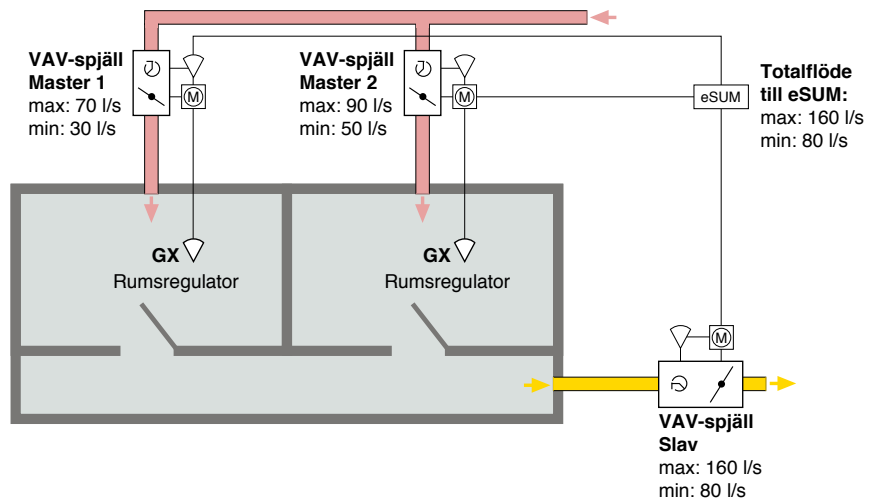 VAV-spjäll
Master 1
max: 70 l/s
min: 30 l/s
M
VAV-spjäll
Master 2
max: 90 l/s
min: 50 l/s
M
eSUM
Totalflöde
till eSUM:
max: 160 l/s
min: 80 l/s
GX
Rumsregulator
GX
Rumsregulator
M
VAV-spjäll
Slav
max: 160 l/s
min: 80 l/s